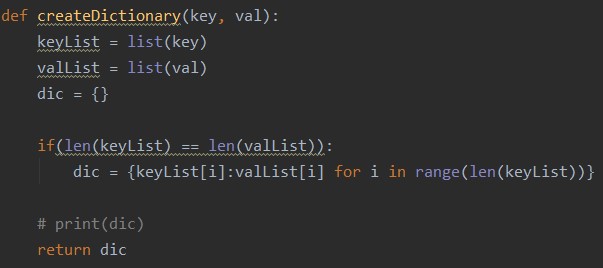 def createDictionary(key, val):
    keyList = list(key)
    valList = list(val)
    dic = {}

    if(len(keyList) == len(valList)):
        dic = {keyList[i]:valList[i] for i in range(len(keyList))}

    # print(dic)
    return dic